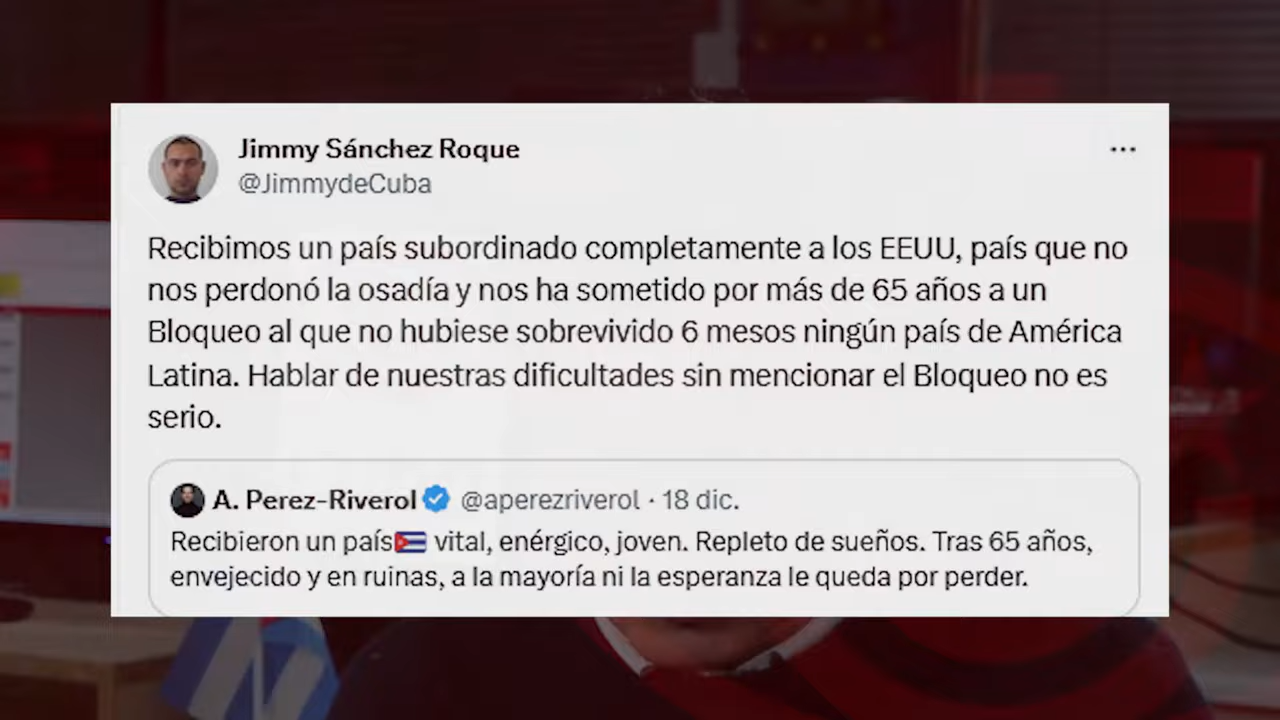 Jimmy Sánchez Roque
@JimmydeCuba
Recibimos un país subordinado completamente a los EEUU, país que no
nos perdonó la osadía y nos ha sometido por más de 65 años a un
Bloqueo al que no hubiese sobrevivido 6 mesos ningún país de América
Latina. Hablar de nuestras dificultades sin mencionar el Bloqueo no es
serio.
A. Perez-Riverol @aperezriverol · 18 dic.
Recibieron un país🇨🇺 vital, enérgico, joven. Repleto de sueños. Tras 65 años,
envejecido y en ruinas, a la mayoría ni la esperanza le queda por perder.